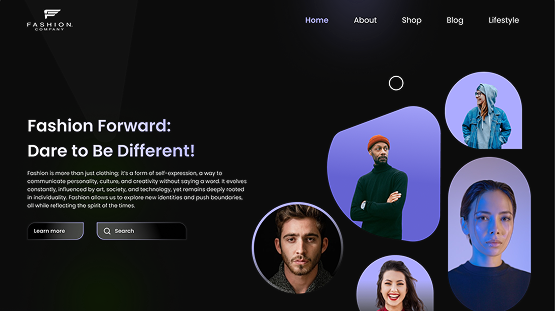 FASHION
COMPANY
Home
About
Shop
Blog
Lifestyle
Fashion Forward:
Dare to Be Different!
Fashion is more than just clothing; it's a form of self-expression, a way to
communicate personality, culture, and creativity without saying a word. It evolves
constantly, influenced by art, society, and technology, yet remains deeply rooted
in individuality. Fashion allows us to explore new identities and push boundaries,
all while reflecting the spirit of the times.
Learn more
Search